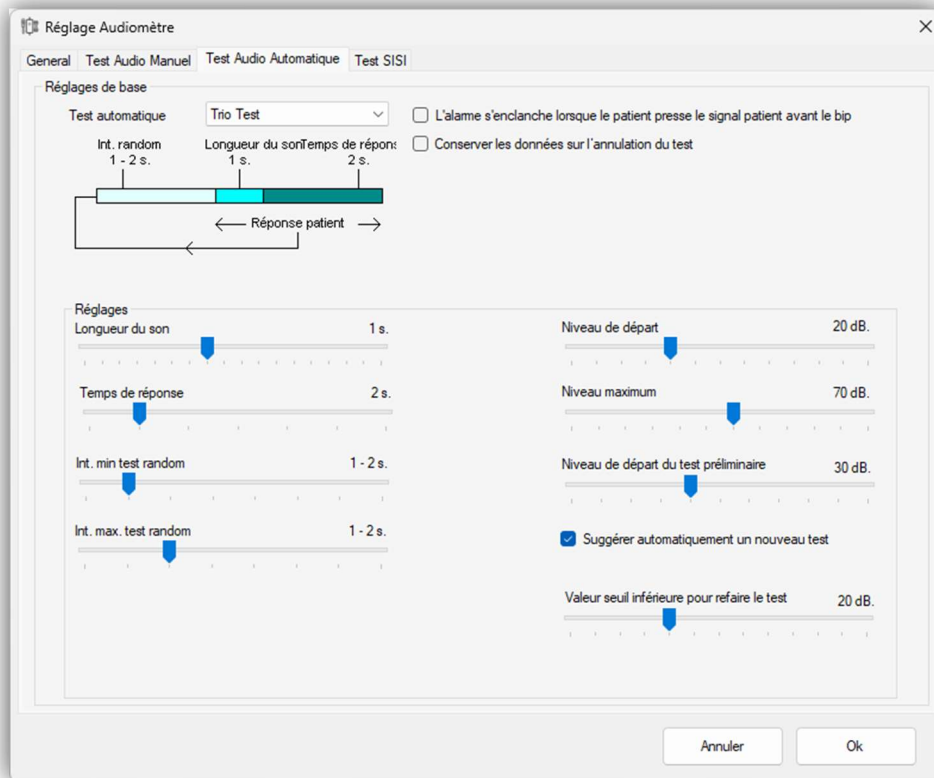 Réglage Audiomètre
General Test Audio Manuel Test Audio Automatique Test SISI
Réglages de base
Test automatique Trio Test
L'alarme s'enclanche lorsque le patient presse le signal patient avant le bip
Conserver les données sur l'annulation du test
Int. random Longueur du son Temps de répons
1 - 2 s. 1 s. 2 s.
Réponse patient
Réglages
Longueur du son 1 s.
Temps de réponse 2 s.
Int. min test random 1 - 2 s.
Int. max. test random 1 - 2 s.
Niveau de départ 20 dB.
Niveau maximum 70 dB.
Niveau de départ du test préliminaire 30 dB.
Suggérer automatiquement un nouveau test
Valeur seuil inférieure pour refaire le test 20 dB.
Annuler Ok